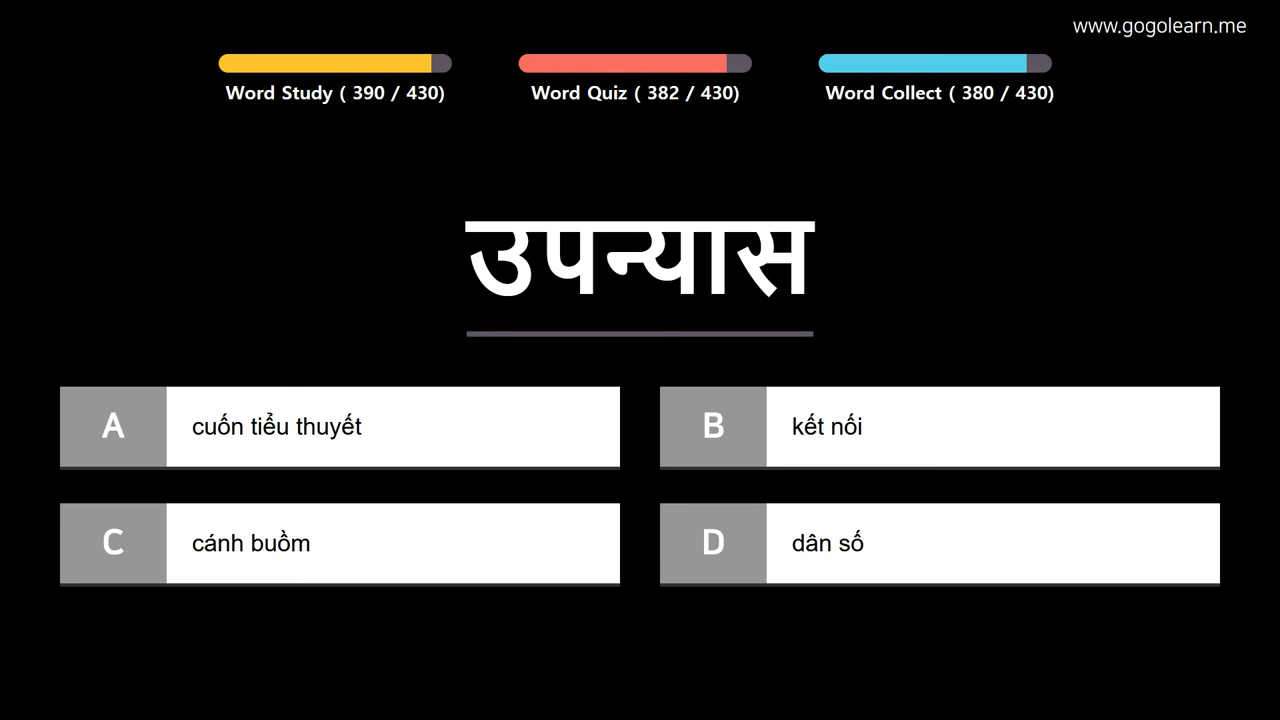 www.gogolearn.me
Word Study ( 390 / 430)
Word Quiz ( 382 / 430)
Word Collect ( 380 / 430)
उपन्यास
A cuốn tiểu thuyết
B kết nối
C cánh buồm
D dân số